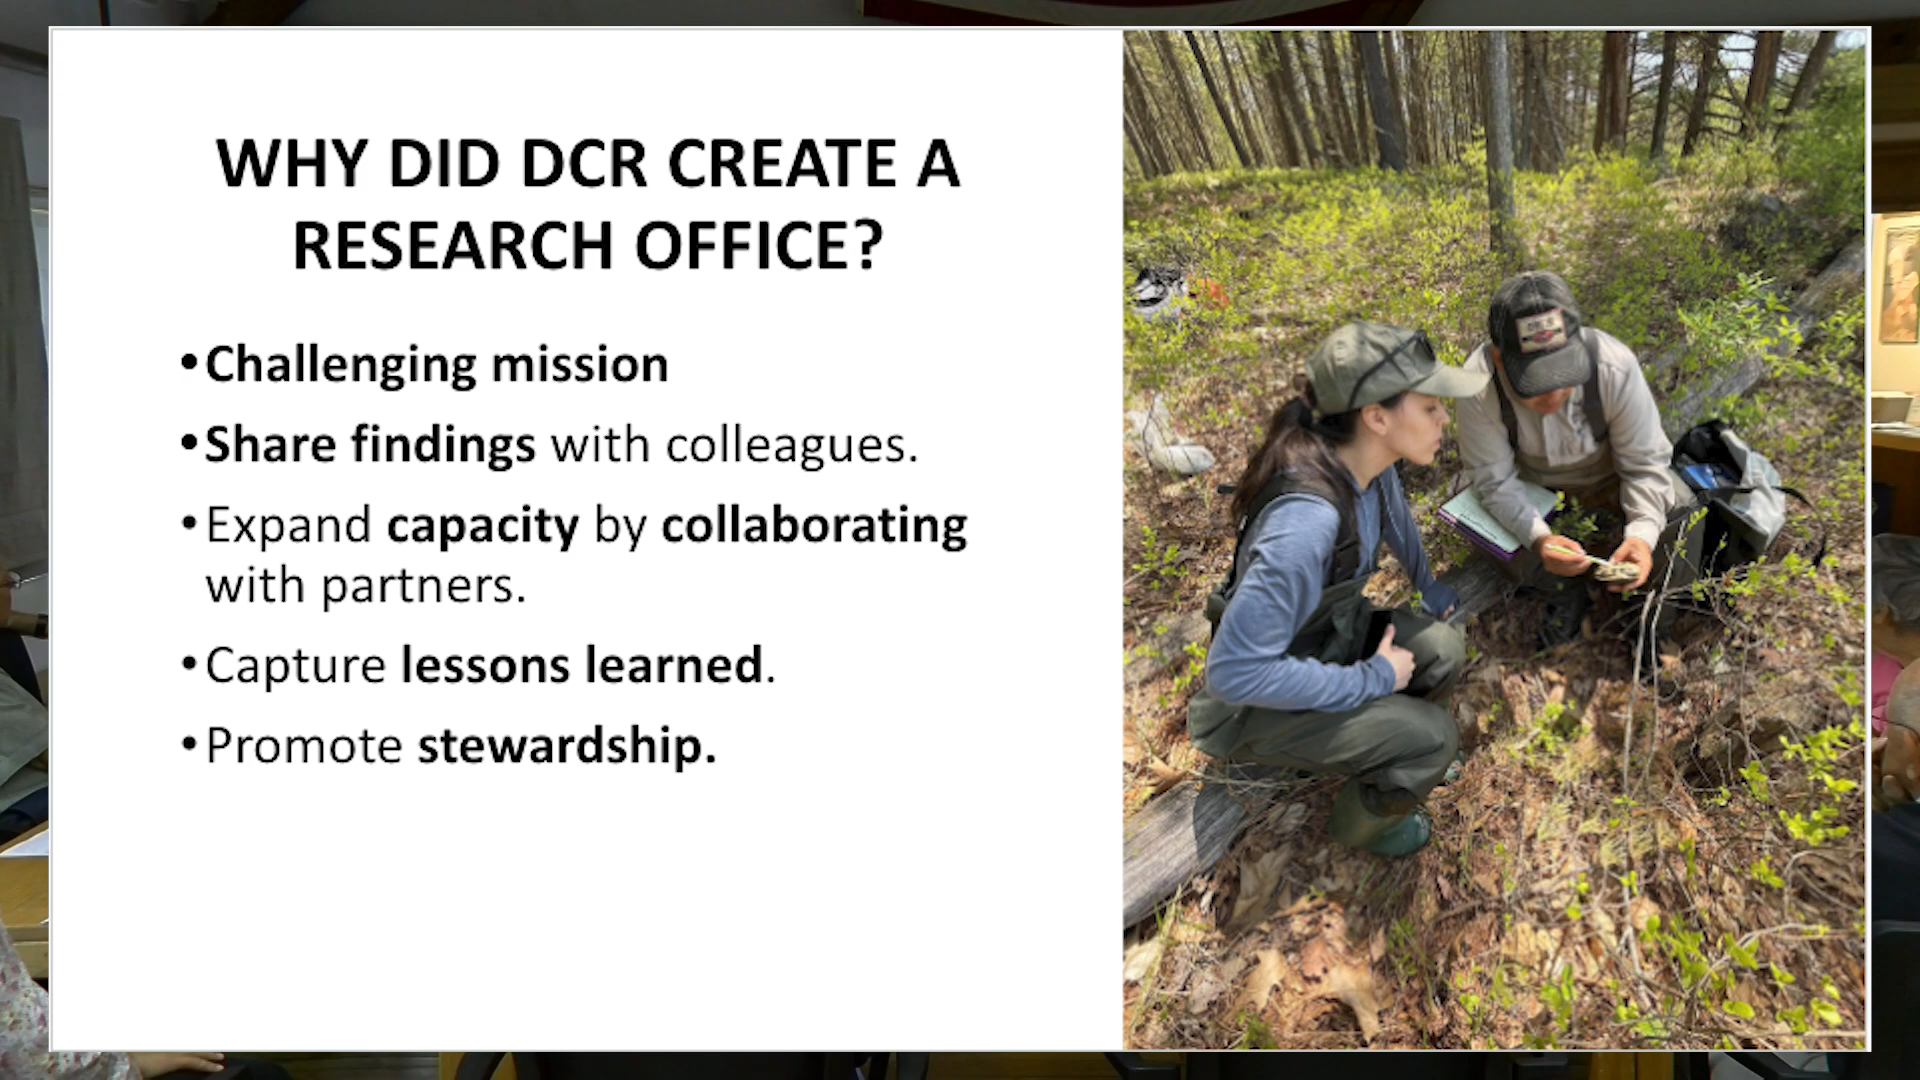 WHY DID DCR CREATE A
RESEARCH OFFICE?
•Challenging mission
•Share findings with colleagues.
•Expand capacity by collaborating
with partners.
•Capture lessons learned.
•Promote stewardship.